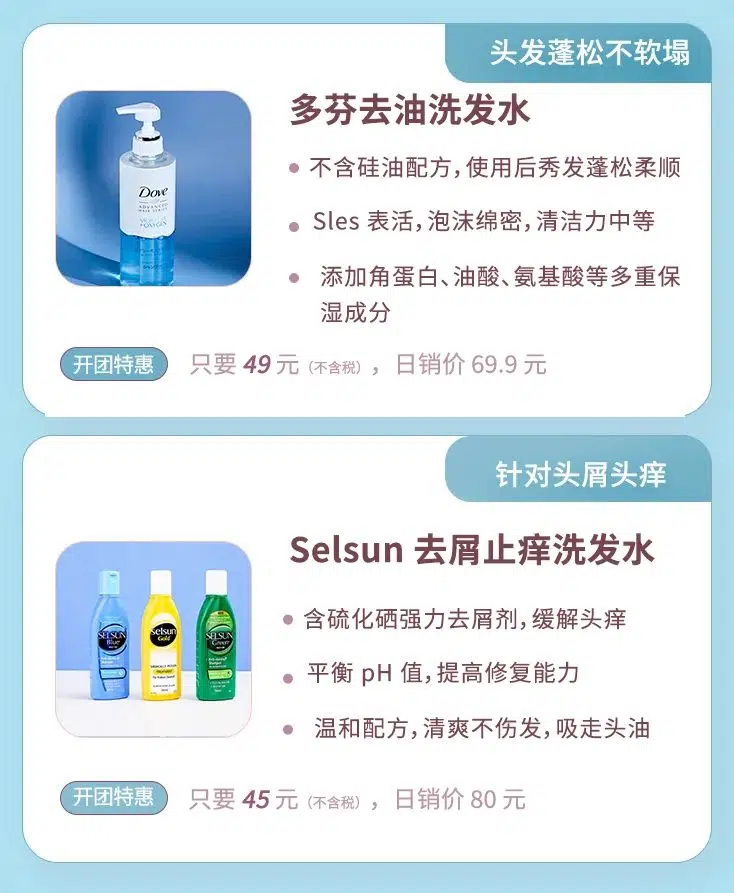 头发蓬松不软塌
多芬去油洗发水
Dove
ADVANCED
HAIR SERIES
+OXYGEN
不含硅油配方,使用后秀发蓬松柔顺
Sles 表活,泡沫绵密,清洁力中等
添加角蛋白、油酸、氨基酸等多重保
湿成分
开团特惠 只要 49 元 (不含税) , 日销价 69.9 元
针对头屑头痒
Selsun 去屑止痒洗发水
SELSUN
Blue
selsun
Gold
SELSUN
Green
含硫化硒强力去屑剂,缓解头痒
平衡 pH 值,提高修复能力
温和配方,清爽不伤发,吸走头油
开团特惠 只要 45 元 (不含税) , 日销价 80 元